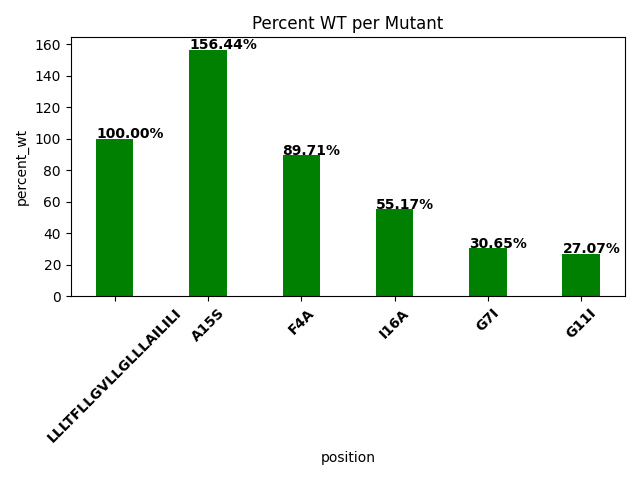 Percent WT per Mutant
percent_wt
160
140
120
100
80
60
40
20
0
100.00%
156.44%
89.71%
55.17%
30.65%
27.07%
LLLTFLLGVLLGLLLAILILI
A15S
F4A
I16A
G7I
G11I
position